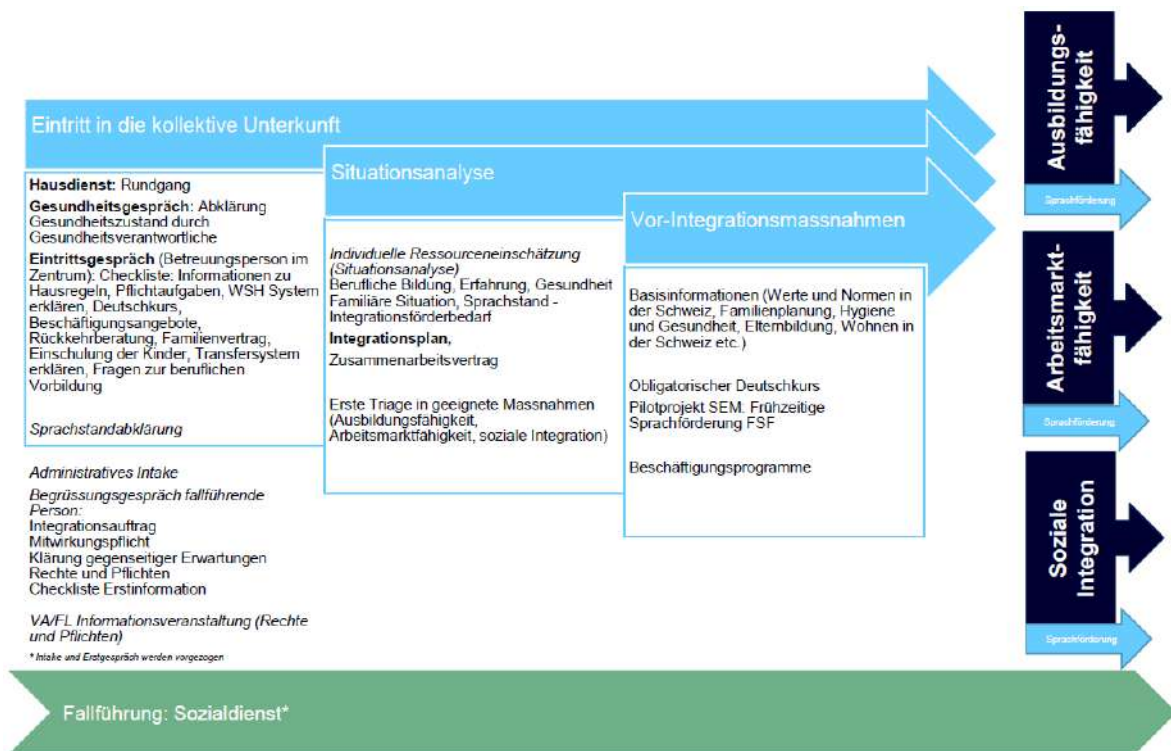 Eintritt in die kollektive Unterkunft
Hausdienst: Rundgang
Gesundheitsgespräch: Abklärung
Gesundheitszustand durch
Gesundheitsverantwortliche
Eintrittsgespräch (Betreuungsperson im
Zentrum): Checkliste: Informationen zu
Hausregeln, Pflichtaufgaben, WSH System
erklären, Deutschkurs,
Beschäftigungsangebote,
Rückkehrberatung, Familienvertrag,
Einschulung der Kinder, Transfersystem
erklären, Fragen zur beruflichen
Vorbildung
Sprachstandabklärung
Administratives Intake
Begrüssungsgespräch fallführende
Person:
Integrationsauftrag
Mitwirkungspflicht
Klärung gegenseitiger Erwartungen
Rechte und Pflichten
Checkliste Erstinformation
VA/FL Informationsveranstaltung (Rechte
und Pflichten)
* Intake und Erstgespräch werden vorgezogen
Situationsanalyse
Individuelle Ressourceneinschätzung
(Situationsanalyse)
Berufliche Bildung, Erfahrung, Gesundheit
Familiäre Situation, Sprachstand -
Integrationsförderbedarf
Integrationsplan,
Zusammenarbeitsvertrag
Erste Triage in geeignete Massnahmen
(Ausbildungsfähigkeit,
Arbeitsmarktfähigkeit, soziale Integration)
Vor-Integrationsmassnahmen
Basisinformationen (Werte und Normen in
der Schweiz, Familienplanung, Hygiene
und Gesundheit, Elternbildung, Wohnen in
der Schweiz etc.)
Obligatorischer Deutschkurs
Pilotprojekt SEM: Frühzeitige
Sprachförderung FSF
Beschäftigungsprogramme
Ausbildungs-
fähigkeit
Sprachförderung
Arbeitsmarkt-
fähigkeit
Sprachförderung
Soziale
Integration
Sprachförderung
Fallführung: Sozialdienst*